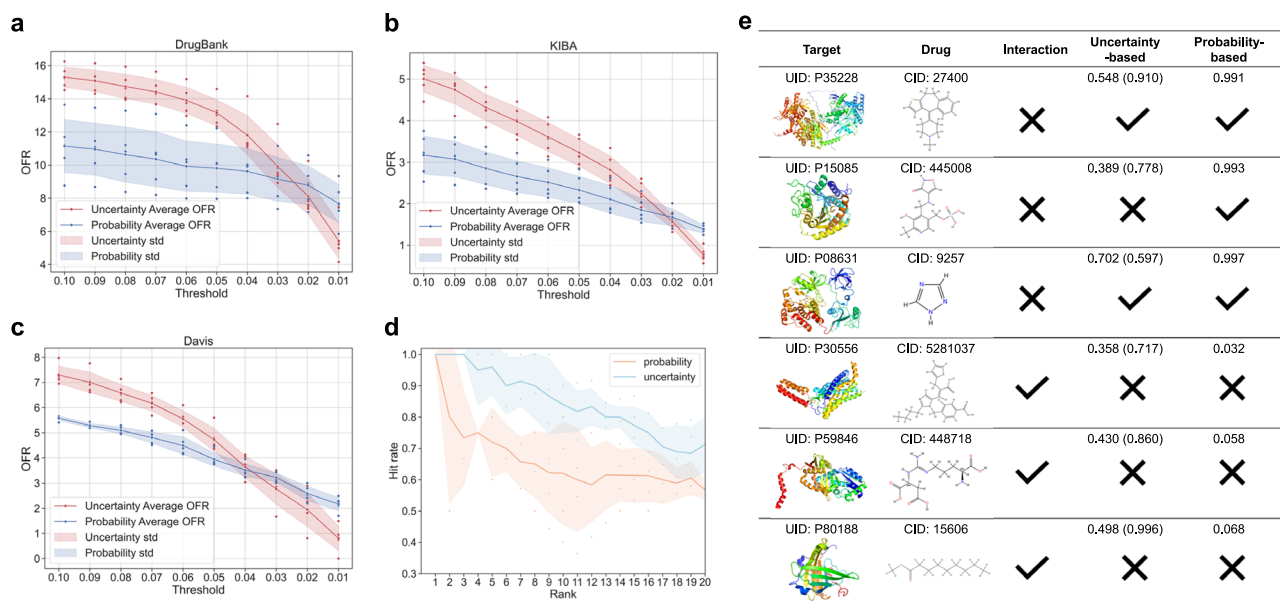 a
DrugBank
OFR
16
14
12
10
8
6
4
Uncertainty Average OFR
Probability Average OFR
Uncertainty std
Probability std
0.10 0.09 0.08 0.07 0.06 0.05 0.04 0.03 0.02 0.01
Threshold
b
KIBA
OFR
5
4
3
2
1
Uncertainty Average OFR
Probability Average OFR
Uncertainty std
Probability std
0.10 0.09 0.08 0.07 0.06 0.05 0.04 0.03 0.02 0.01
Threshold
c
Davis
OFR
8
7
6
5
4
3
2
1
0
Uncertainty Average OFR
Probability Average OFR
Uncertainty std
Probability std
0.10 0.09 0.08 0.07 0.06 0.05 0.04 0.03 0.02 0.01
Threshold
d
Hit rate
1.0
0.9
0.8
0.7
0.6
0.5
0.4
0.3
probability
uncertainty
1 2 3 4 5 6 7 8 9 10 11 12 13 14 15 16 17 18 19 20
Rank
e
Target Drug Interaction Uncertainty -based Probability- based
UID: P35228 CID: 27400 0.548 (0.910) 0.991
UID: P15085 CID: 445008 0.389 (0.778) 0.993
UID: P08631 CID: 9257 0.702 (0.597) 0.997
H
N
N
H
N
H
UID: P30556 CID: 5281037 0.358 (0.717) 0.032
UID: P59846 CID: 448718 0.430 (0.860) 0.058
UID: P80188 CID: 15606 0.498 (0.996) 0.068